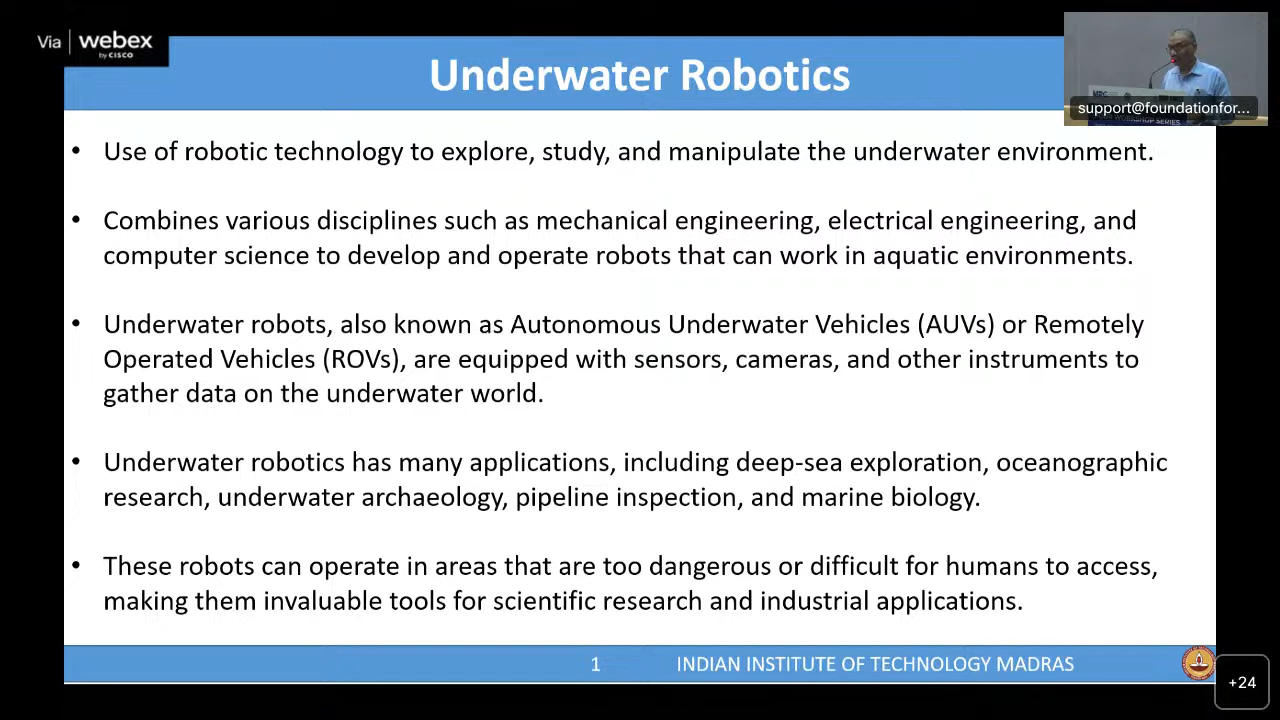 Via webex
by CISCO
Underwater Robotics
support@foundationfor...
WORKSHOP SERIES
• Use of robotic technology to explore, study, and manipulate the underwater environment.
• Combines various disciplines such as mechanical engineering, electrical engineering, and
computer science to develop and operate robots that can work in aquatic environments.
• Underwater robots, also known as Autonomous Underwater Vehicles (AUVs) or Remotely
Operated Vehicles (ROVs), are equipped with sensors, cameras, and other instruments to
gather data on the underwater world.
• Underwater robotics has many applications, including deep-sea exploration, oceanographic
research, underwater archaeology, pipeline inspection, and marine biology.
• These robots can operate in areas that are too dangerous or difficult for humans to access,
making them invaluable tools for scientific research and industrial applications.
1 INDIAN INSTITUTE OF TECHNOLOGY MADRAS
+24